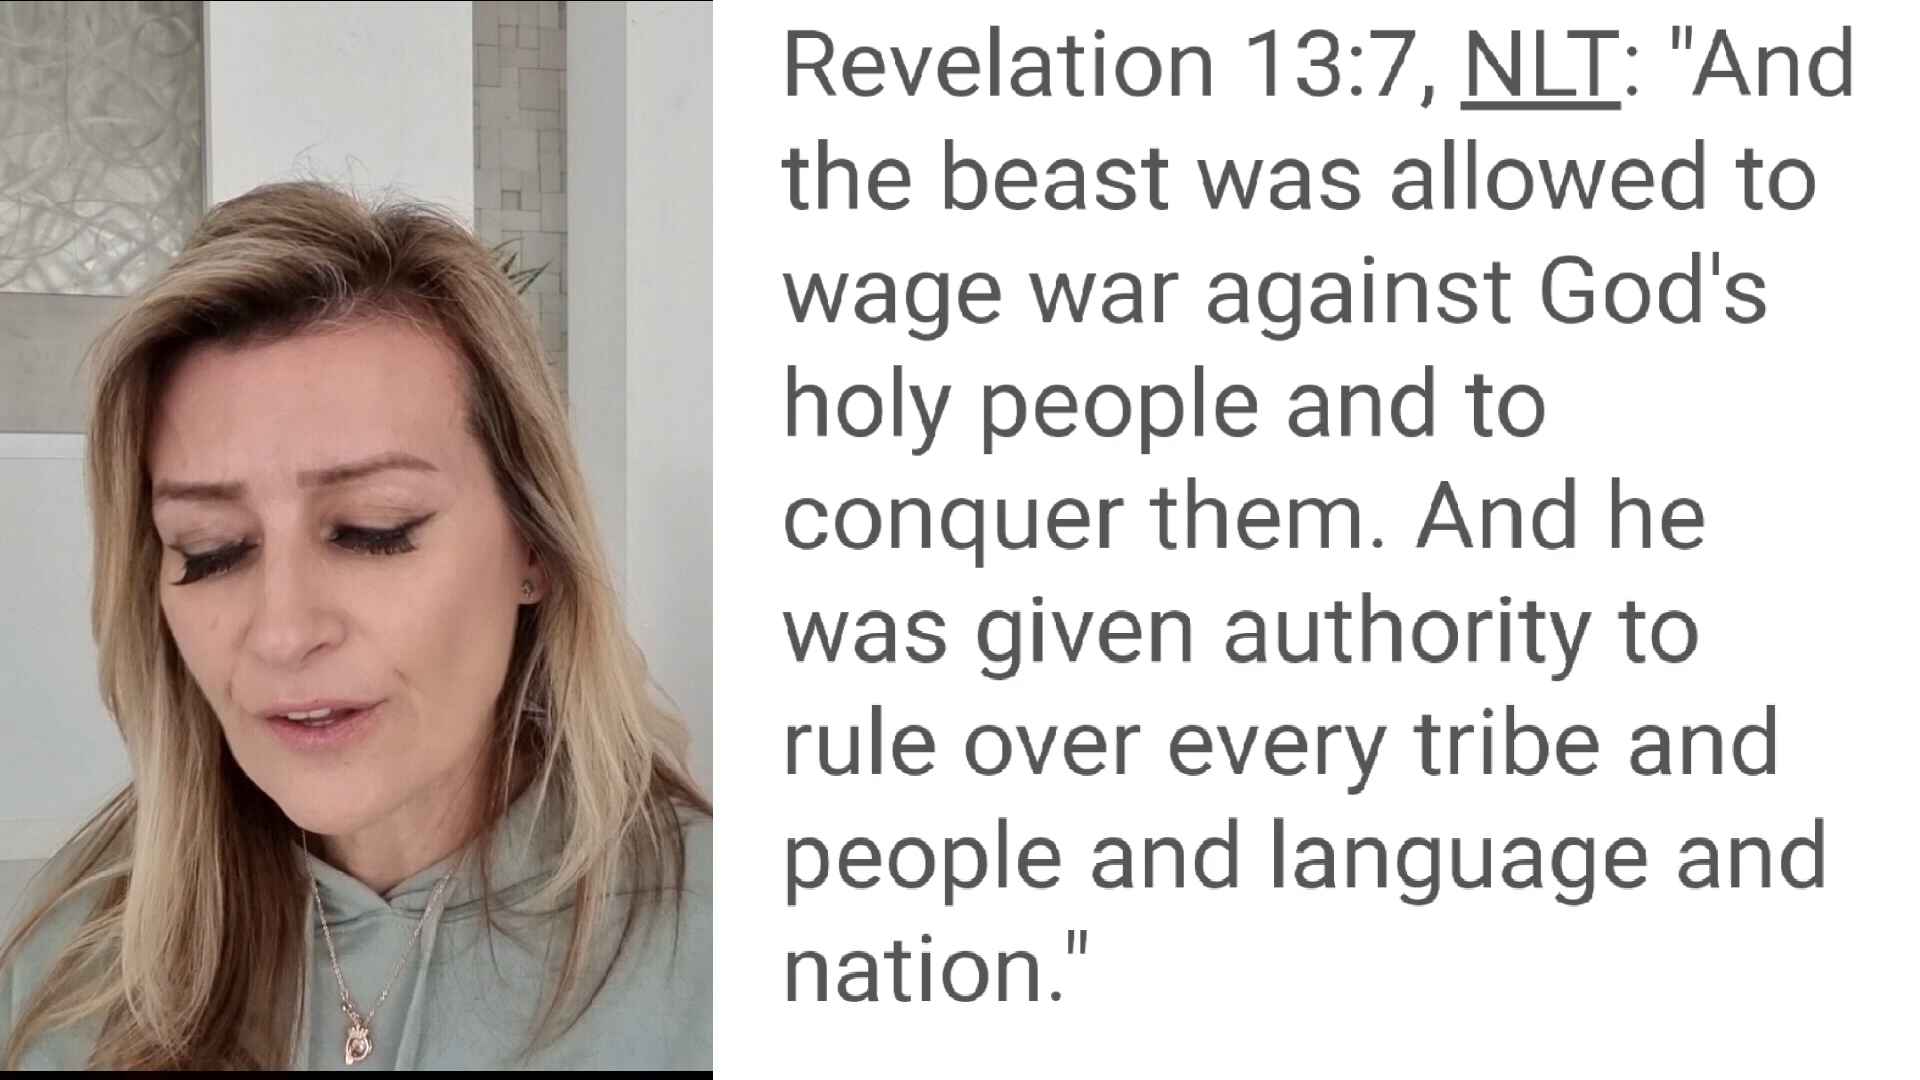 Revelation 13:7, NLT: "And
the beast was allowed to
wage war against God's
holy people and to
conquer them. And he
was given authority to
rule over every tribe and
people and language and
nation."